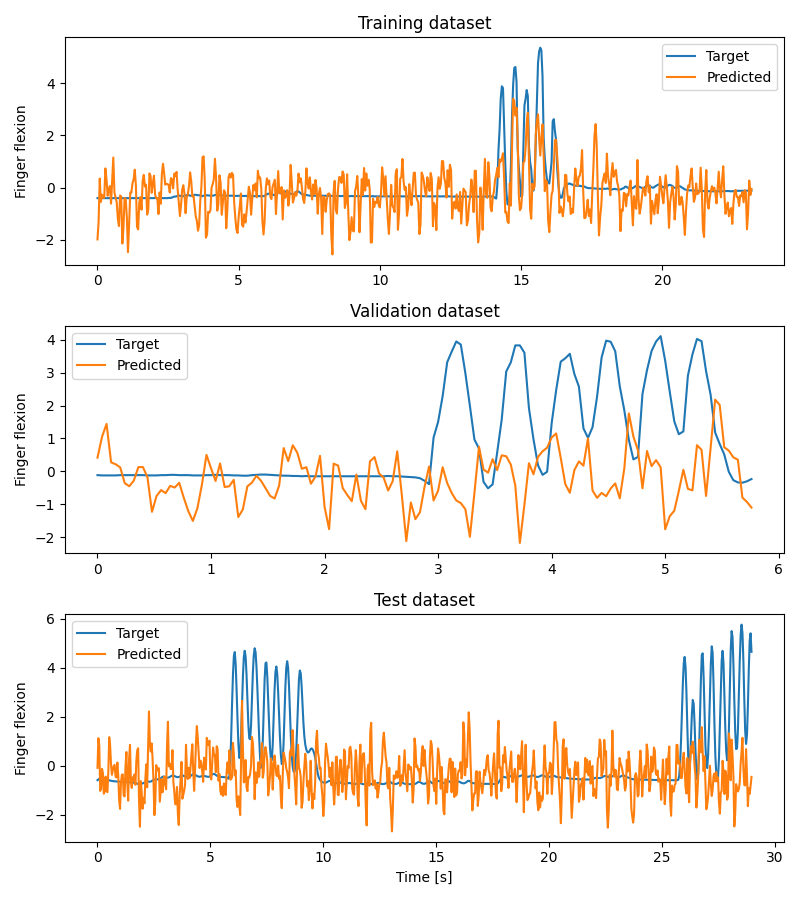 Training dataset
Finger flexion
4
2
0
−2
Target
Predicted
0 5 10 15 20
Validation dataset
Finger flexion
4
3
2
1
0
−1
−2
Target
Predicted
0 1 2 3 4 5 6
Test dataset
Finger flexion
6
4
2
0
−2
Target
Predicted
0 5 10 15 20 25 30
Time [s]